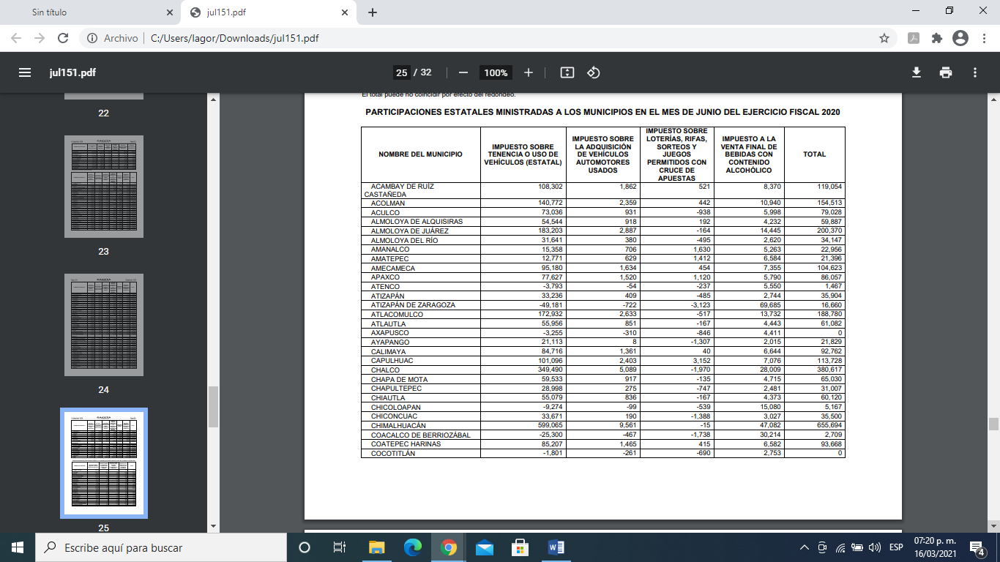 Sin título
jul151.pdf
Archivo | C:/Users/lagor/Downloads/jul151.pdf
jul151.pdf
25 / 32
100%
22
23
24
25
El total puede no coincidir por efecto del redondeo.
PARTICIPACIONES ESTATALES MINISTRADAS A LOS MUNICIPIOS EN EL MES DE JUNIO DEL EJERCICIO FISCAL 2020
NOMBRE DEL MUNICIPIO
IMPUESTO SOBRE
TENENCIA O USO DE
VEHÍCULOS (ESTATAL)
IMPUESTO SOBRE
LA ADQUISICIÓN
DE VEHÍCULOS
AUTOMOTORES
USADOS
IMPUESTO SOBRE
LOTERÍAS, RIFAS,
SORTEOS Y
JUEGOS
PERMITIDOS CON
CRUCE DE
APUESTAS
IMPUESTO A LA
VENTA FINAL DE
BEBIDAS CON
CONTENIDO
ALCOHÓLICO
TOTAL
ACAMBAY DE RUÍZ
CASTAÑEDA 108,302 1,862 521 8,370 119,054
ACOLMAN 140,772 2,359 442 10,940 154,513
ACULCO 73,036 931 -938 5,998 79,028
ALMOLOYA DE ALQUISIRAS 54,544 918 192 4,232 59,887
ALMOLOYA DE JUÁREZ 183,203 2,887 -164 14,445 200,370
ALMOLOYA DEL RÍO 31,641 380 -495 2,620 34,147
AMANALCO 15,358 706 1,630 5,263 22,956
AMATEPEC 12,771 629 1,412 6,584 21,396
AMECAMECA 95,180 1,634 454 7,355 104,623
APAXCO 77,627 1,520 1,120 5,790 86,057
ATENCO -3,793 -54 -237 5,550 1,467
ATIZAPÁN 33,236 409 -485 2,744 35,904
ATIZAPÁN DE ZARAGOZA -49,181 -722 -3,123 69,685 16,660
ATLACOMULCO 172,932 2,633 -517 13,732 188,780
ATLAUTLA 55,956 851 -167 4,443 61,082
AXAPUSCO -3,255 -310 -846 4,411 0
AYAPANGO 21,113 8 -1,307 2,015 21,829
CALIMAYA 84,716 1,361 40 6,644 92,762
CAPULHUAC 101,096 2,403 3,152 7,076 113,728
CHALCO 349,490 5,089 -1,970 28,009 380,617
CHAPA DE MOTA 59,533 917 -135 4,715 65,030
CHAPULTEPEC 28,998 275 -747 2,481 31,007
CHIAUTLA 55,079 836 -167 4,373 60,120
CHICOLOAPAN -9,274 -99 -539 15,080 5,167
CHICONCUAC 33,671 190 -1,388 3,027 35,500
CHIMALHUACÁN 599,065 9,561 -15 47,082 655,694
COACALCO DE BERRIOZÁBAL -25,300 -467 -1,738 30,214 2,709
COATEPEC HARINAS 85,207 1,465 415 6,582 93,668
COCOTITLÁN -1,801 -261 -690 2,753 0
Escribe aquí para buscar
ESP
07:20 p. m.
16/03/2021
4